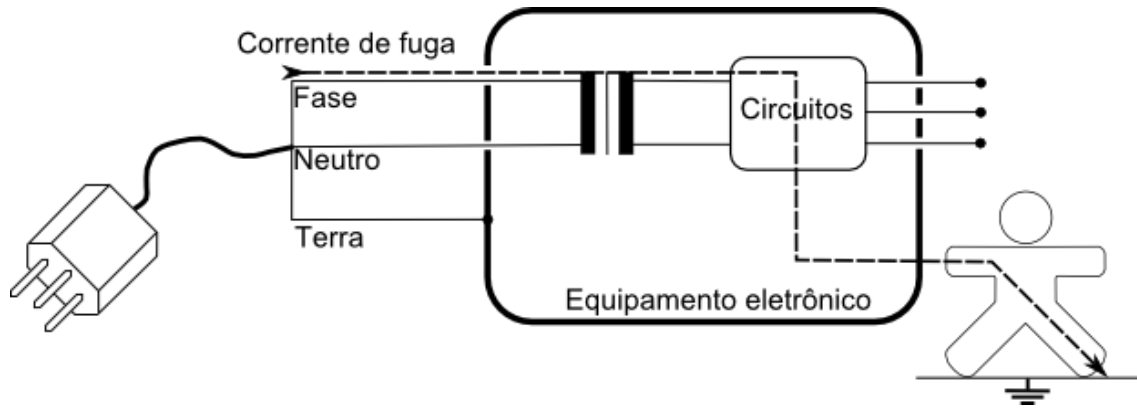 Corrente de fuga
Fase
Circuitos
Neutro
Terra
Equipamento eletrônico